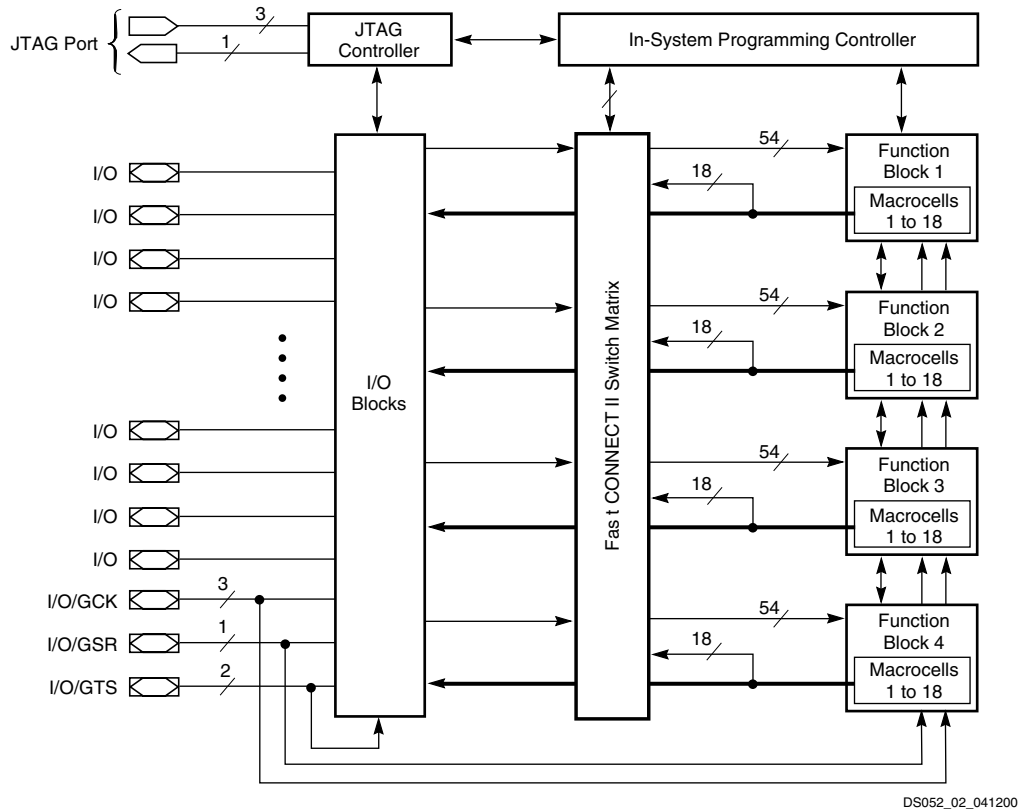 JTAG Port
3
1
JTAG
Controller
In-System Programming Controller
I/O
I/O
I/O
I/O
I/O
I/O
I/O
I/O
I/O/GCK
3
I/O/GSR
1
I/O/GTS
2
I/O
Blocks
Fas t CONNECT II Switch Matrix
54
18
Function
Block 1
Macrocells
1 to 18
54
18
Function
Block 2
Macrocells
1 to 18
54
18
Function
Block 3
Macrocells
1 to 18
54
18
Function
Block 4
Macrocells
1 to 18
DS052_02_041200